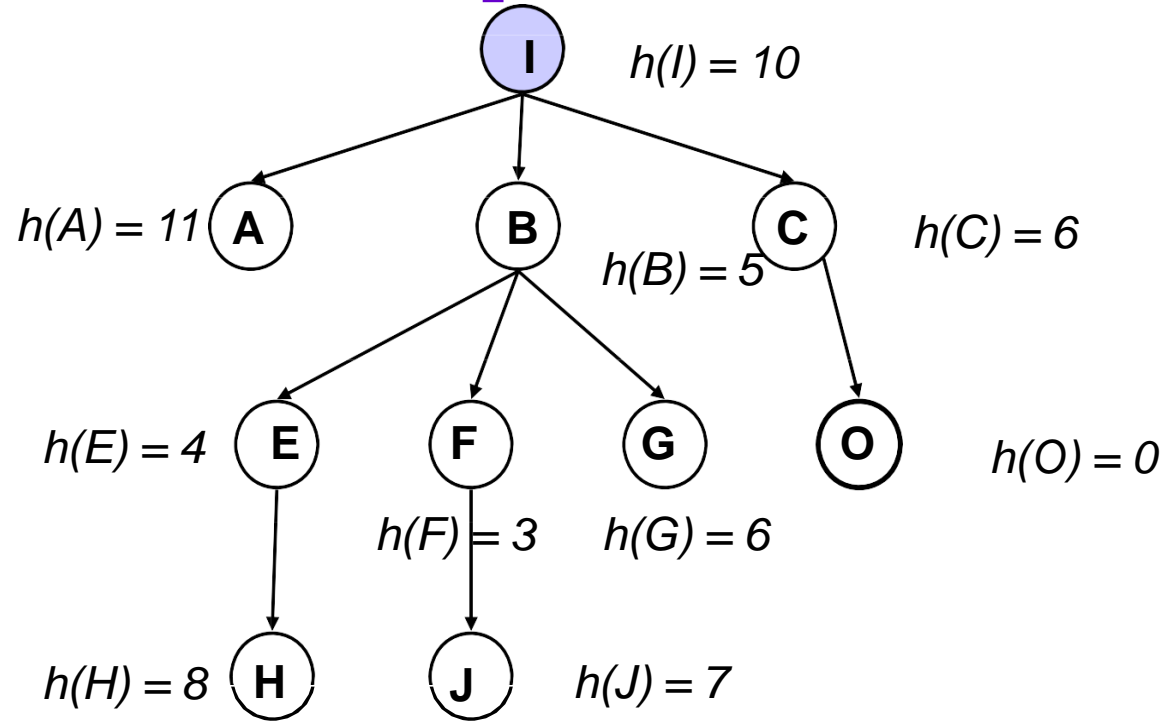 I
h(I) = 10
h(A) = 11
A
B
C
h(C) = 6
h(B) = 5
h(E) = 4
E
F
G
O
h(O) = 0
h(F) = 3
h(G) = 6
h(H) = 8
H
J
h(J) = 7